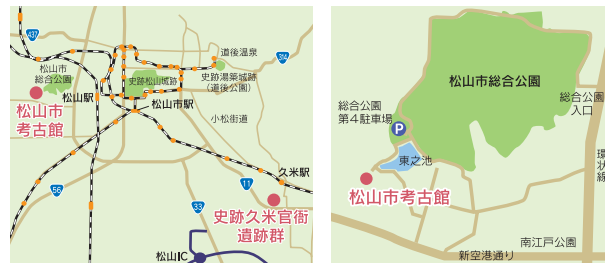 437
道後温泉
314
松山市
総合公園
史跡松山城跡
史跡湯築城跡
(道後公園)
松山駅
松山市駅
松山市
考古館
小松街道
久米駅
56
11
33
史跡久米官衙
遺跡群
松山IC
松山市総合公園
総合公園
第4駐車場
P
総合公園
入口
東之池
松山市考古館
環状線
南江戸公園
新空港通り